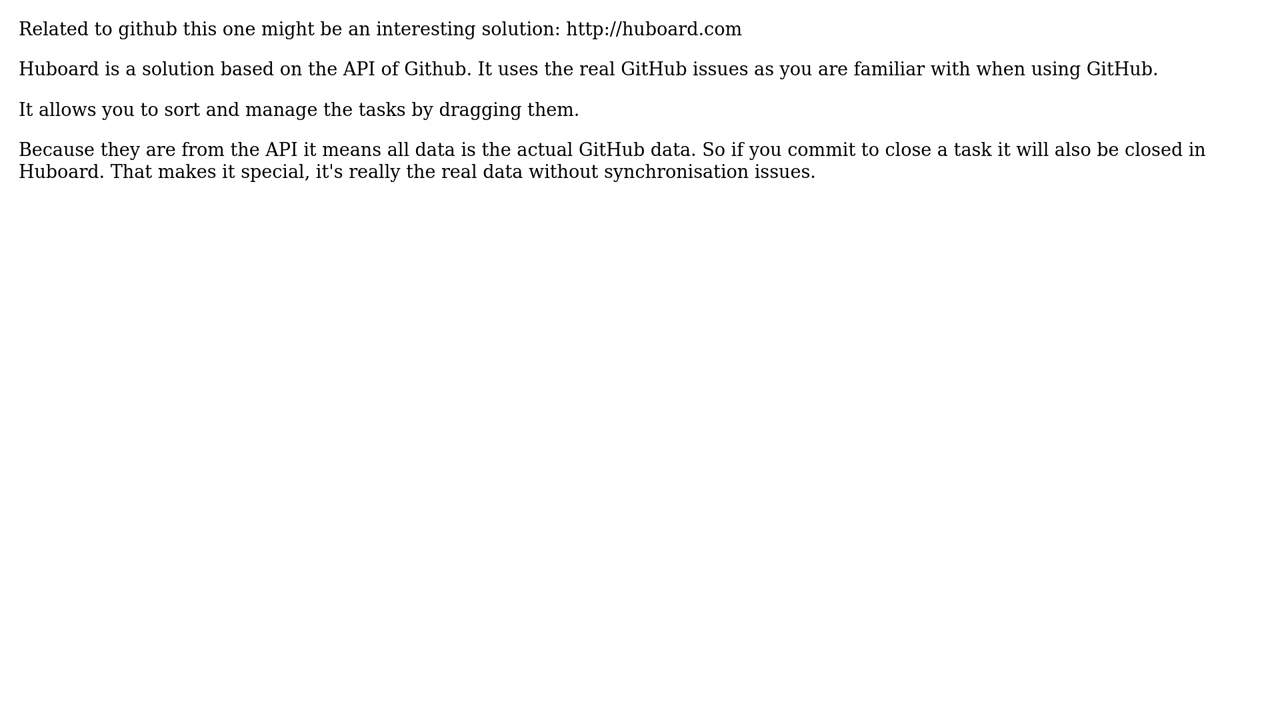 Related to github this one might be an interesting solution: http://huboard.com
Huboard is a solution based on the API of Github. It uses the real GitHub issues as you are familiar with when using GitHub.
It allows you to sort and manage the tasks by dragging them.
Because they are from the API it means all data is the actual GitHub data. So if you commit to close a task it will also be closed in
Huboard. That makes it special, it's really the real data without synchronisation issues.